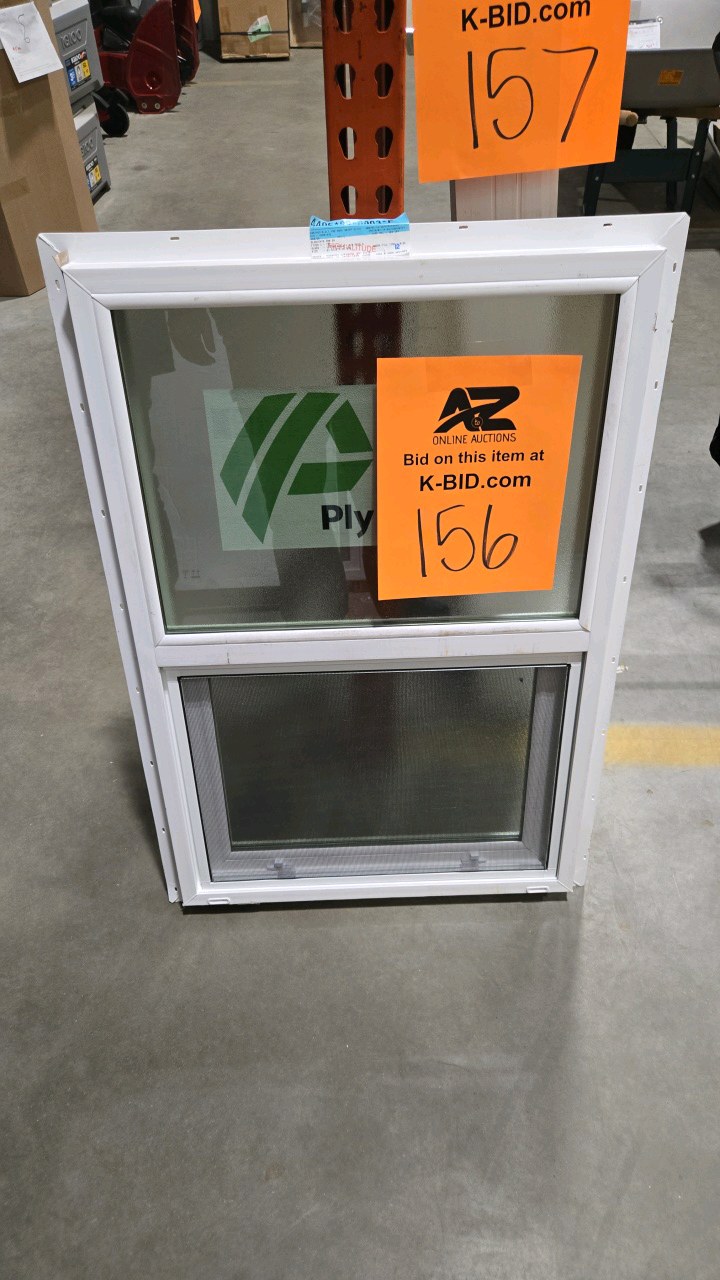 K-BID.com
157
AZ
ONLINE AUCTIONS
Bid on this item at
K-BID.com
156
Ply